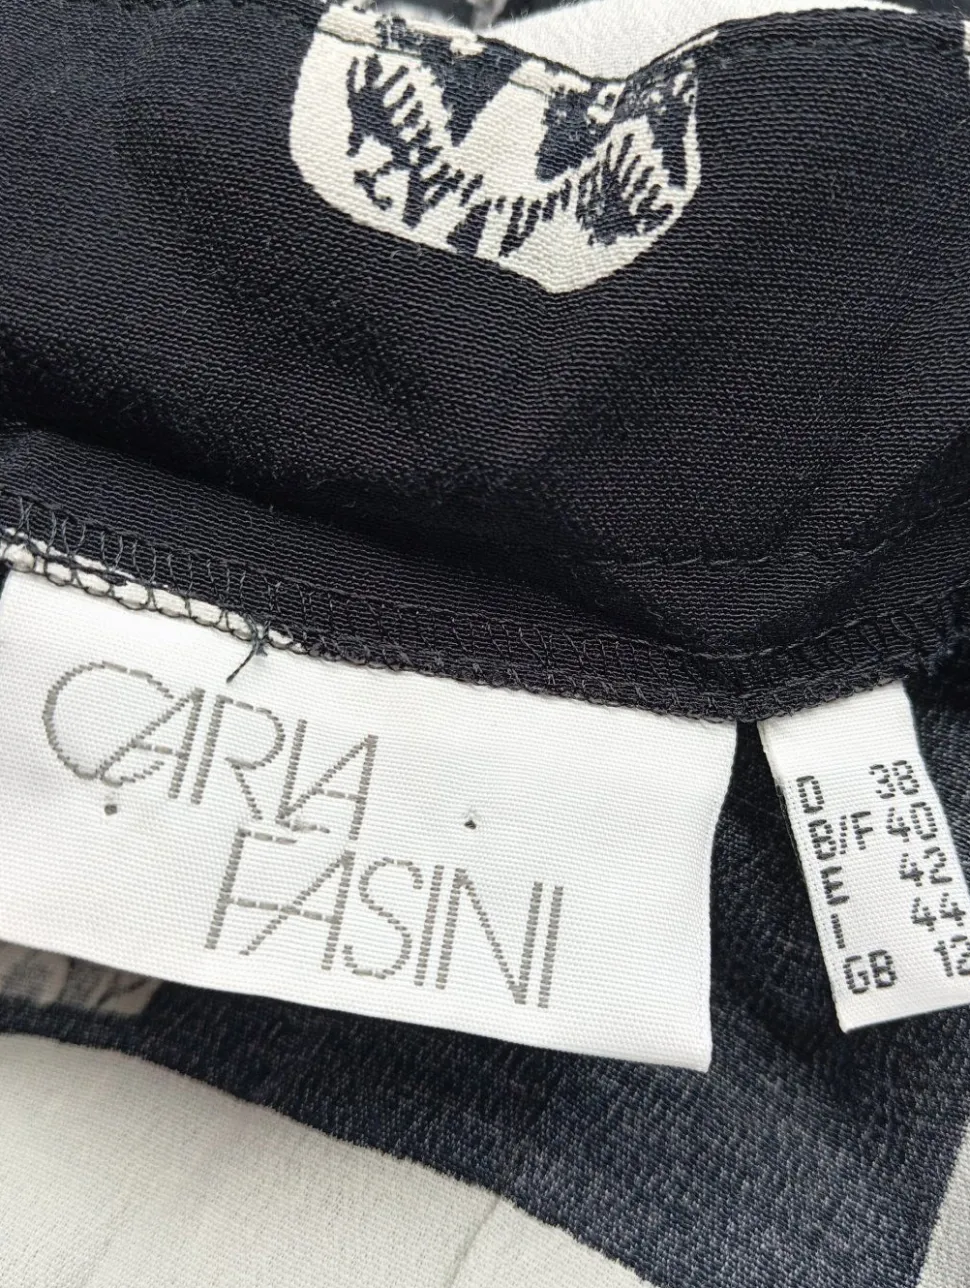 CARLA
FASINI
D 38
B/F 40
E 42
I 44
GB 12